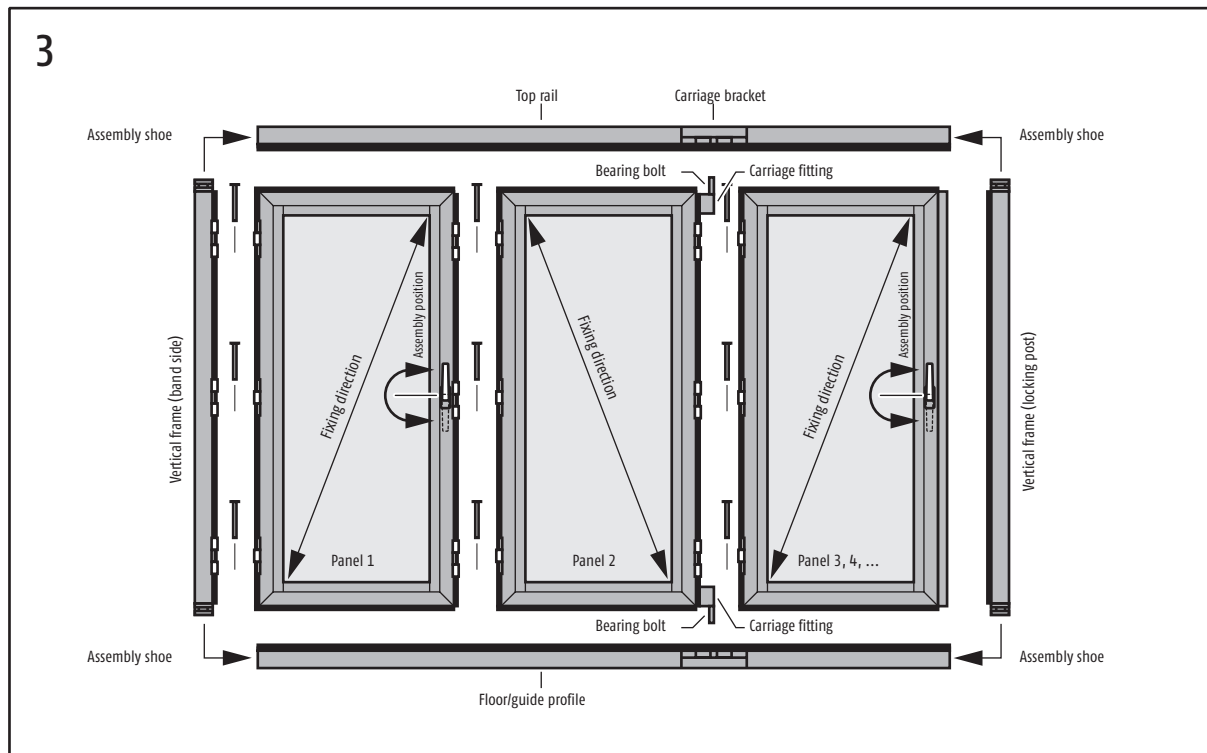 3
Top rail
Carriage bracket
Assembly shoe
Assembly shoe
Bearing bolt
Carriage fitting
Vertical frame (band side)
Fixing direction
Assembly position
Fixing direction
Fixing direction
Assembly position
Vertical frame (locking post)
Panel 1
Panel 2
Panel 3, 4, ...
Bearing bolt
Carriage fitting
Assembly shoe
Assembly shoe
Floor/guide profile